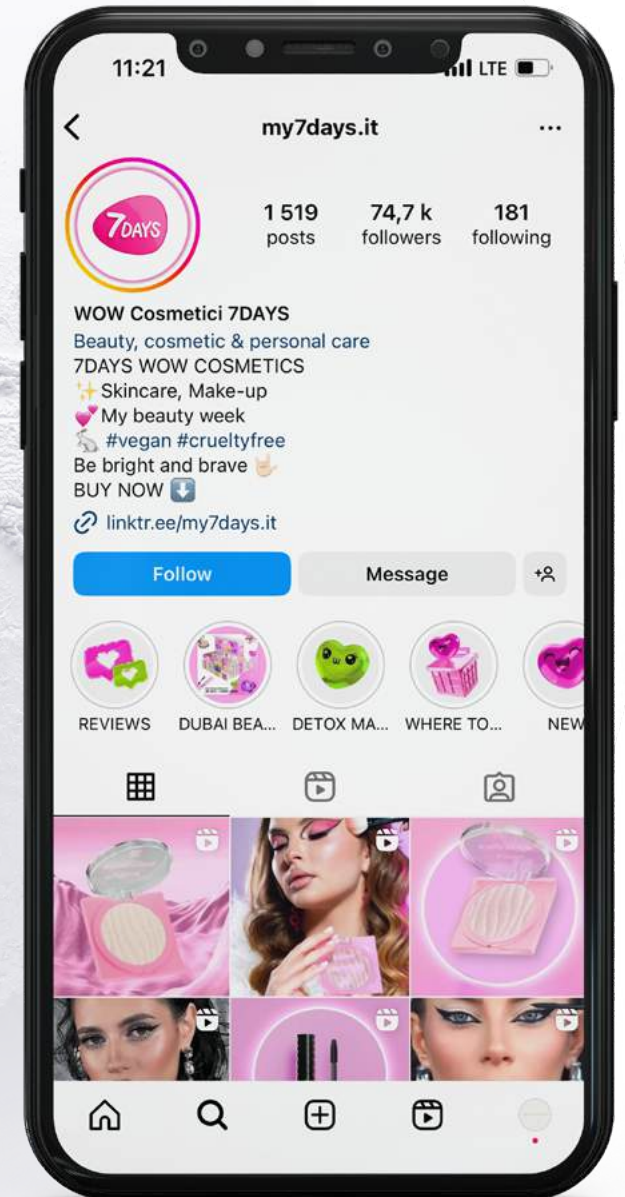 11:21 LTE
my7days.it
7DAYS
1 519 74,7 k 181
posts followers following
WOW Cosmetici 7DAYS
Beauty, cosmetic & personal care
7DAYS WOW COSMETICS
✨Skincare, Make-up
💕My beauty week
🐇 #vegan #crueltyfree
Be bright and brave 🤟🏻
BUY NOW ⬇️
linktr.ee/my7days.it
Follow Message
REVIEWS DUBAI BEA... DETOX MA... WHERE TO... NEW